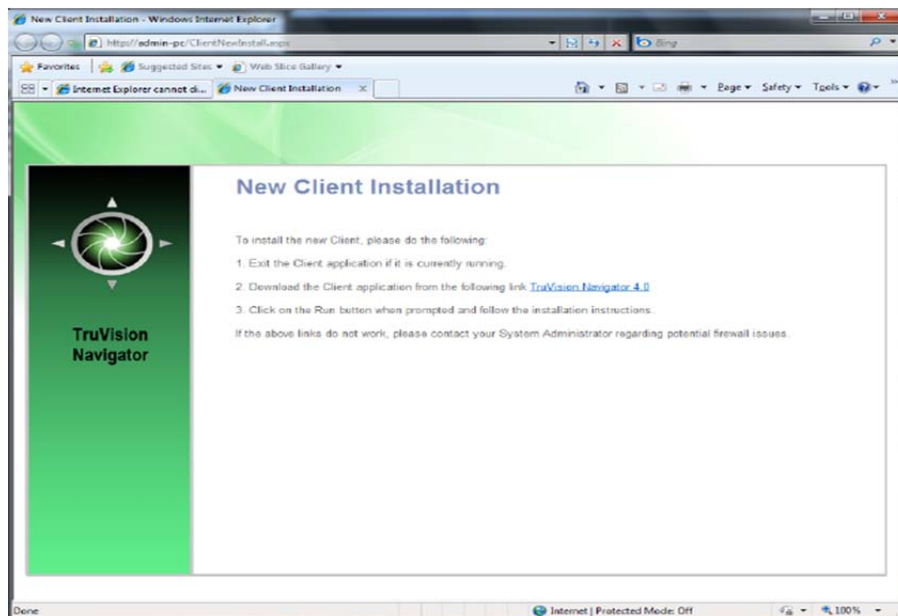 New Client Installation - Windows Internet Explorer
http://admin-pc/ClientNewInstall.aspx
Bing
Favorites Suggested Sites Web Slice Gallery
Internet Explorer cannot di... New Client Installation Page Safety Tools
New Client Installation
To install the new Client, please do the following:
1. Exit the Client application if it is currently running.
2. Download the Client application from the following link TruVision Navigator 4.0
3. Click on the Run button when prompted and follow the installation instructions.
If the above links do not work, please contact your System Administrator regarding potential firewall issues.
TruVision
Navigator
Done Internet | Protected Mode: Off 100%